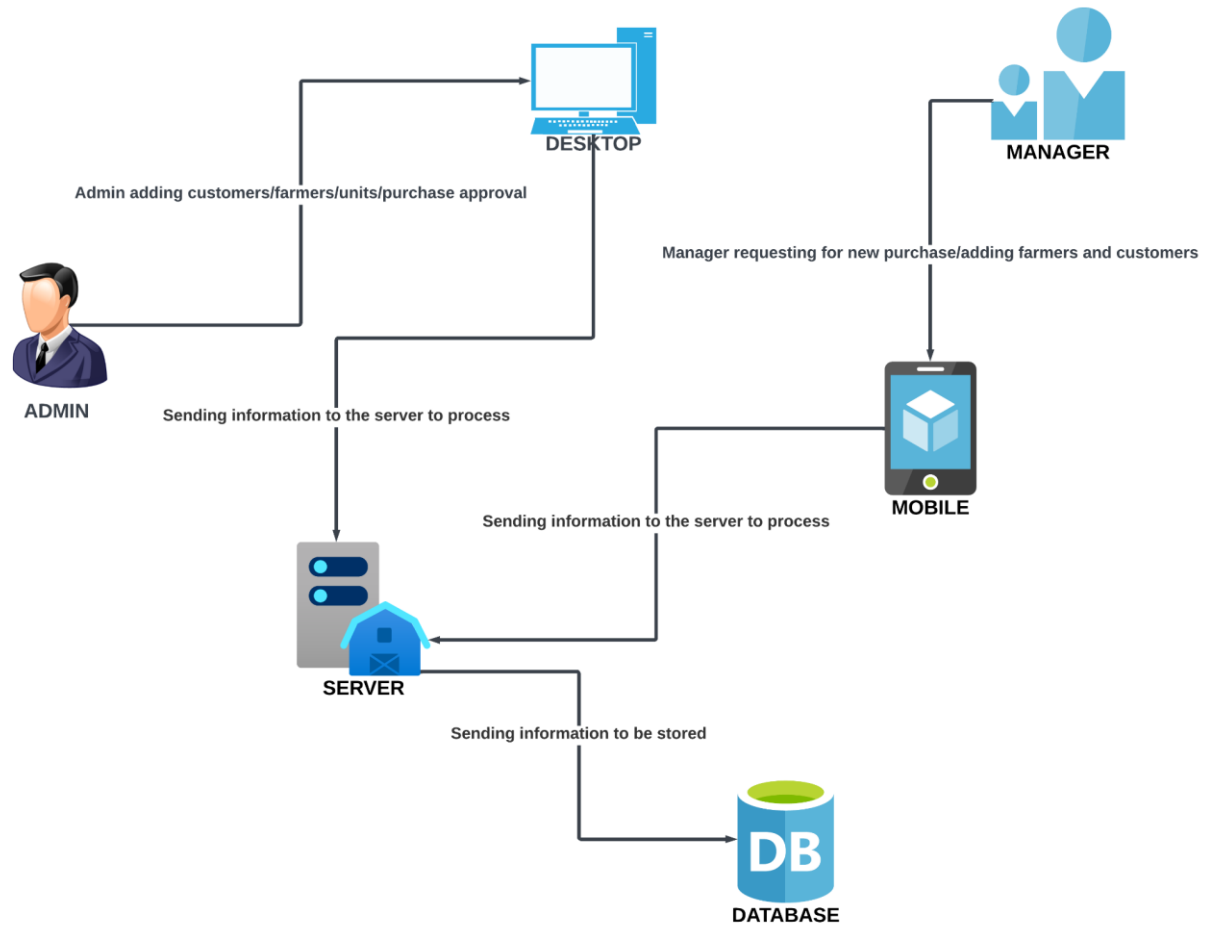 DESKTOP
MANAGER
Admin adding customers/farmers/units/purchase approval
Manager requesting for new purchase/adding farmers and customers
ADMIN
Sending information to the server to process
MOBILE
Sending information to the server to process
SERVER
Sending information to be stored
DB
DATABASE